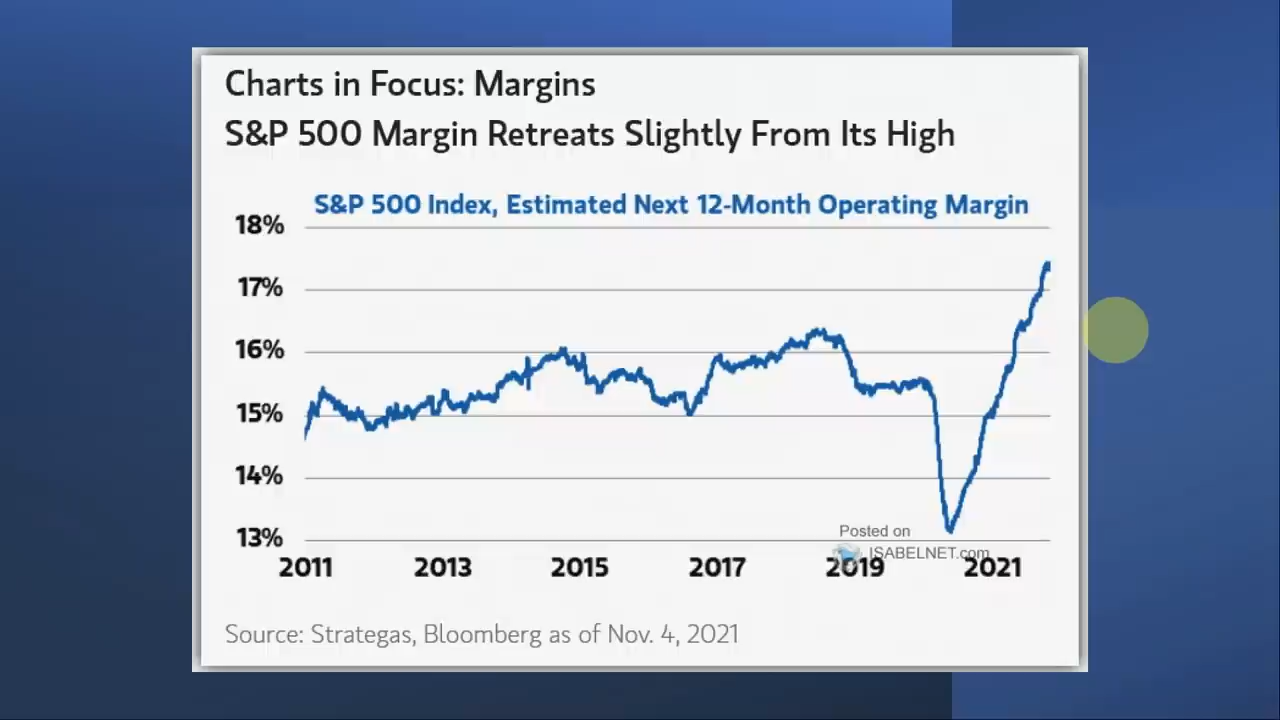 Charts in Focus: Margins
S&P 500 Margin Retreats Slightly From Its High
S&P 500 Index, Estimated Next 12-Month Operating Margin
18%
17%
16%
15%
14%
13%
Posted on
ISABELNET.com
2011 2013 2015 2017 2019 2021
Source: Strategas, Bloomberg as of Nov. 4, 2021